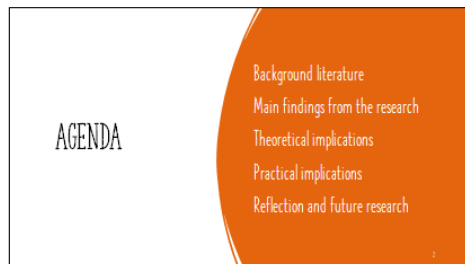 AGENDA
Background literature
Main findings from the research
Theoretical implications
Practical implications
Reflection and future research
2